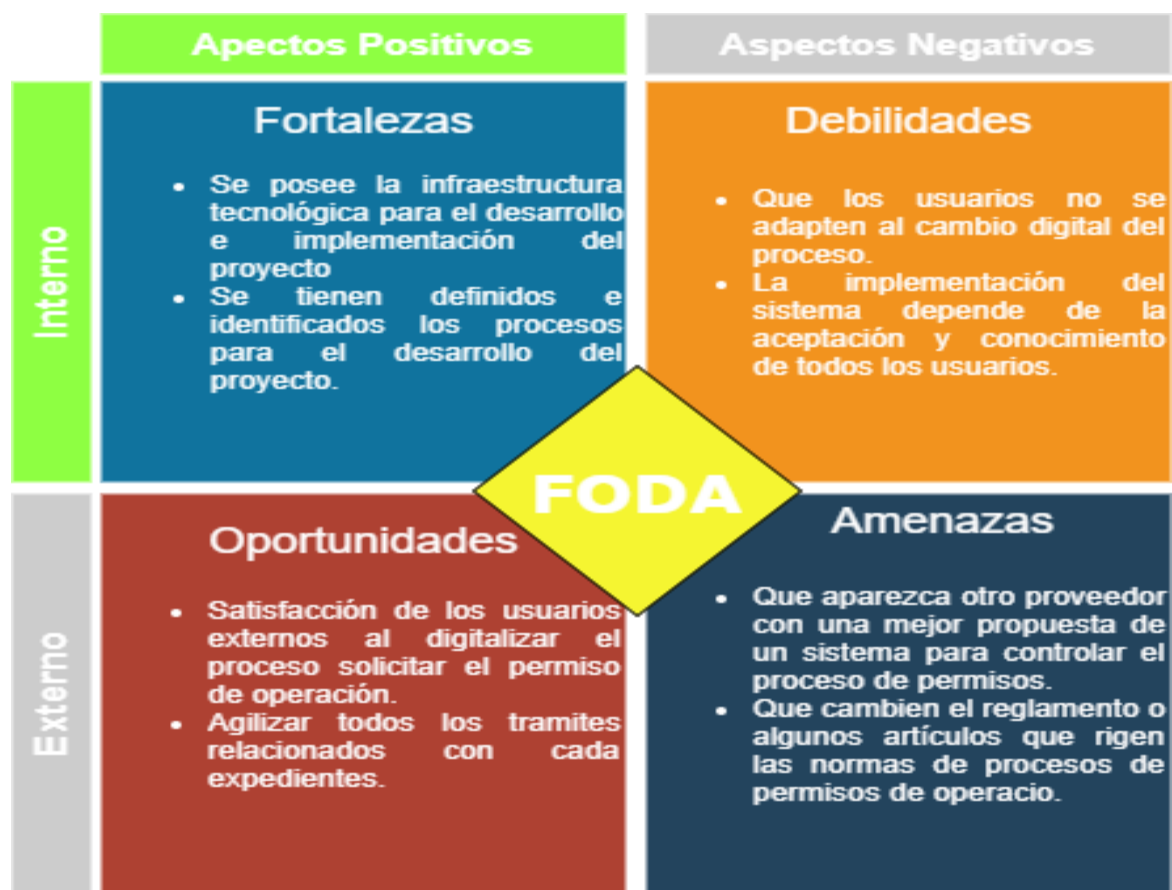 Apectos Positivos
Aspectos Negativos
Interno
Fortalezas
Se posee la infraestructura
tecnológica para el desarrollo
e implementación del
proyecto
Se tienen definidos e
identificados los procesos
para el desarrollo del
proyecto.
Debilidades
Que los usuarios no se
adapten al cambio digital del
proceso.
La implementación del
sistema depende de la
aceptación y conocimiento
de todos los usuarios.
FODA
Externo
Oportunidades
Satisfacción de los usuarios
externos al digitalizar el
proceso solicitar el permiso
de operación.
Agilizar todos los tramites
relacionados con cada
expedientes.
Amenazas
Que aparezca otro proveedor
con una mejor propuesta de
un sistema para controlar el
proceso de permisos.
Que cambien el reglamento o
algunos artículos que rigen
las normas de procesos de
permisos de operacio.